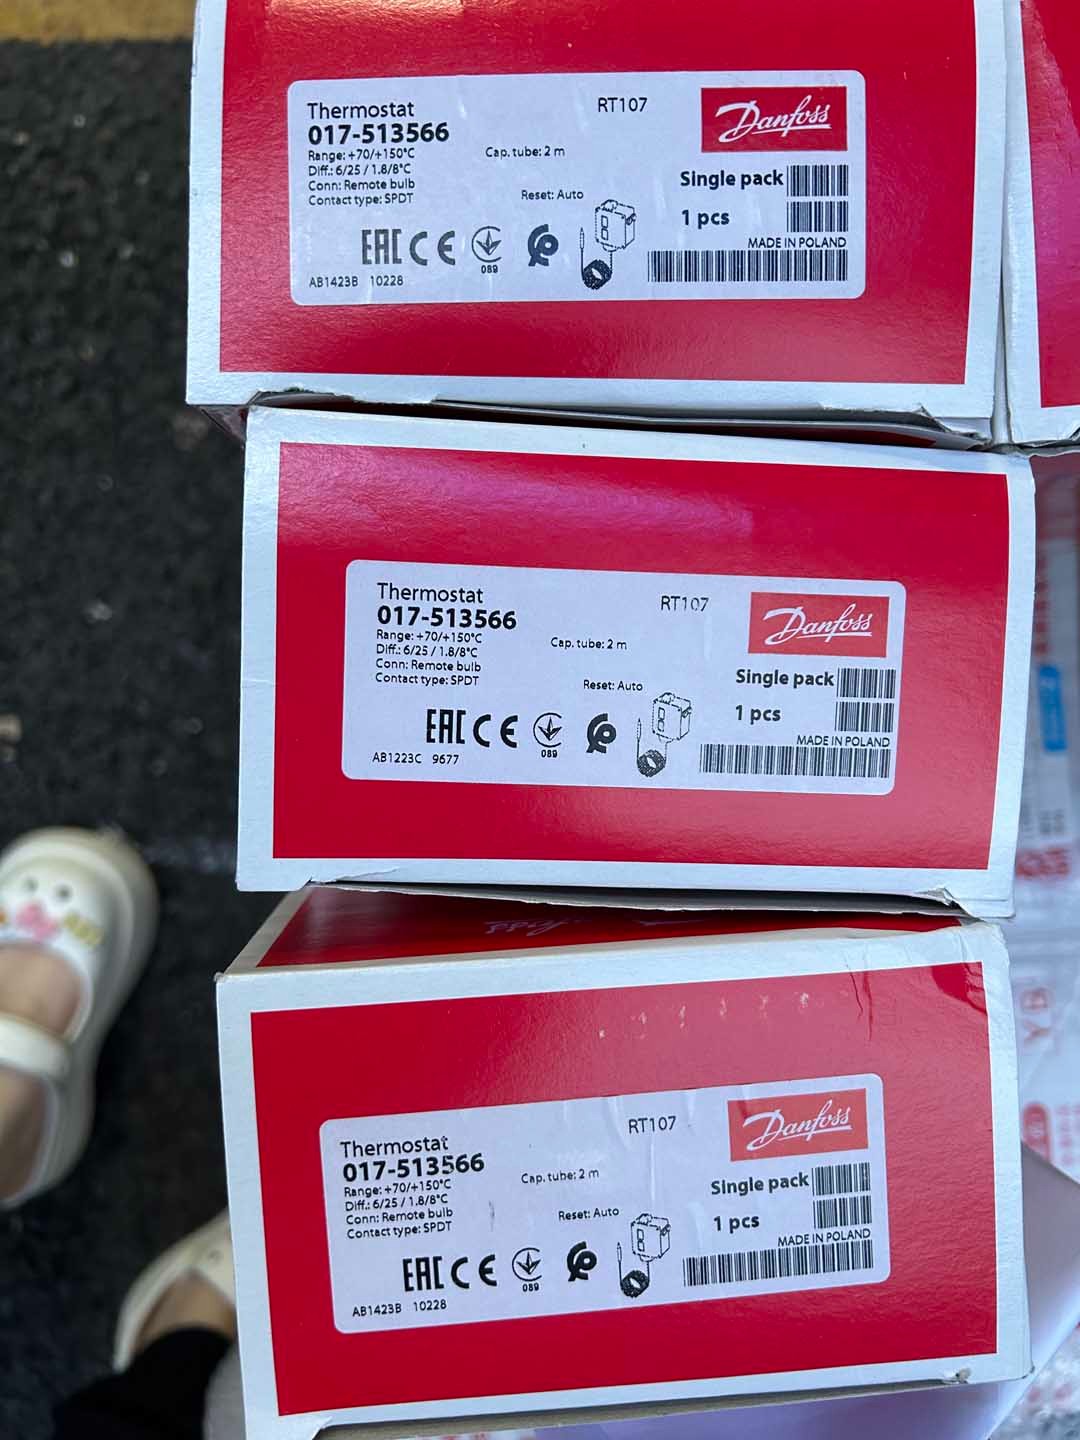 Thermostat
017-513566
RT107
Danfoss
Range: +70/+150°C
Cap. tube: 2 m
Diff.: 6/25 / 1.8/8°C
Single pack
Conn: Remote bulb
Reset: Auto
Contact type: SPDT
1 pcs
MADE IN POLAND
EAC CE
089
AB1423B 10228
Thermostat
017-513566
RT107
Danfoss
Range: +70/+150°C
Cap. tube: 2 m
Diff.: 6/25 / 1.8/8°C
Single pack
Conn: Remote bulb
Reset: Auto
Contact type: SPDT
1 pcs
MADE IN POLAND
EAC CE
089
AB1223C 9677
Thermostat
017-513566
RT107
Danfoss
Range: +70/+150°C
Cap. tube: 2 m
Diff.: 6/25 / 1.8/8°C
Single pack
Conn: Remote bulb
Reset: Auto
Contact type: SPDT
1 pcs
MADE IN POLAND
EAC CE
089
AB1423B 10228
YB